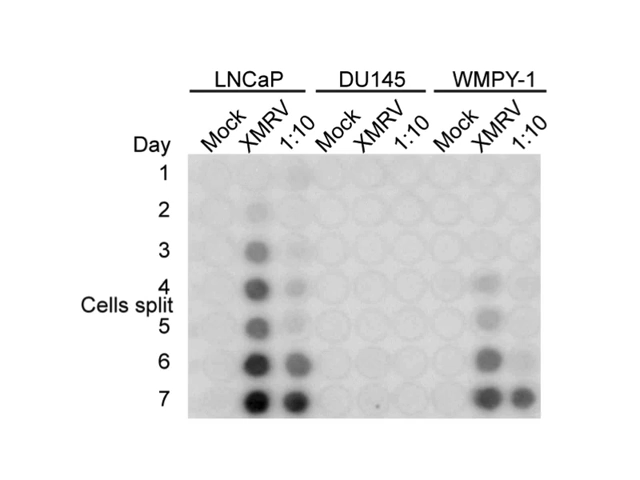 LNCaP DU145 WMPY-1
Mock XMRV 1:10 Mock XMRV 1:10 Mock XMRV 1:10
Day
1
2
3
4
Cells split
5
6
7